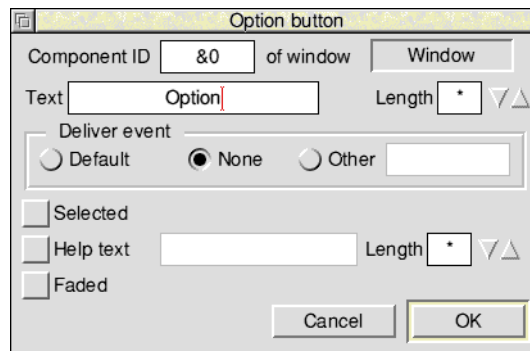 Option button
Component ID &0 of window Window
Text Option Length *
Deliver event
Default None Other
Selected
Help text Length *
Faded
Cancel OK